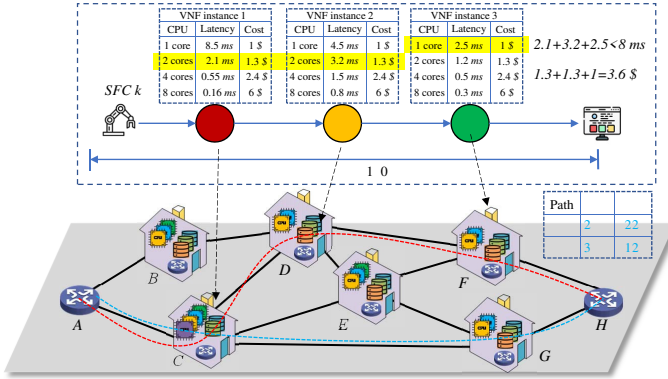 VNF instance 1 VNF instance 2 VNF instance 3
CPU Latency Cost CPU Latency Cost CPU Latency Cost
1 core 8.5 ms 1 $ 1 core 4.5 ms 1 $ 1 core 2.5 ms 1 $
2 cores 2.1 ms 1.3 $ 2 cores 3.2 ms 1.3 $ 2 cores 1.2 ms 1.3 $
4 cores 0.55 ms 2.4 $ 4 cores 1.5 ms 2.4 $ 4 cores 0.5 ms 2.4 $
8 cores 0.16 ms 6 $ 8 cores 0.8 ms 6 $ 8 cores 0.3 ms 6 $
2.1+3.2+2.5<8 ms
1.3+1.3+1=3.6 $
SFC k
1 0
Path
2 22
3 12
A
B
C
D
E
F
G
H
CPU
CPU
CPU
CPU
CPU